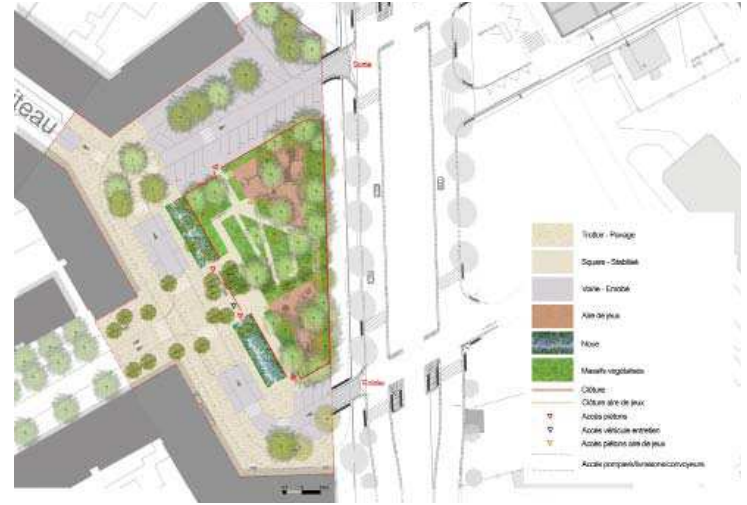 iteau
Sortie
Entrée
Trottoir - Pavage
Square - Stabilisé
Voirie - Enrobé
Aire de jeux
Noue
Massifs végétalisés
Clôture
Clôture aire de jeux
Accès piétons
Accès véhicule entretien
Accès piétons aire de jeux
Accès pompiers/livraisons/convoyeurs